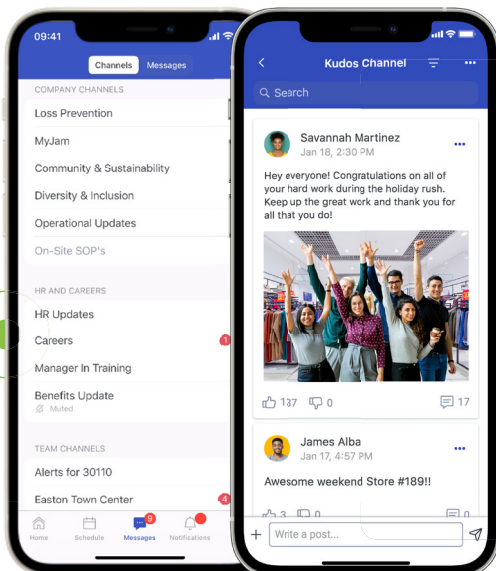 09:41
Channels Messages
COMPANY CHANNELS
Loss Prevention
MyJam
Community & Sustainability
Diversity & Inclusion
Operational Updates
On-Site SOP's
HR AND CAREERS
HR Updates
Careers 1
Manager In Training
Benefits Update
Muted
TEAM CHANNELS
Alerts for 30110
Easton Town Center 4
9
Home Schedule Messages Notifications
Kudos Channel
Search
Savannah Martinez
Jan 18, 2:30 PM
Hey everyone! Congratulations on all of
your hard work during the holiday rush.
Keep up the great work and thank you for
all that you do!
187 0 17
James Alba
Jan 17, 4:57 PM
Awesome weekend Store #189!!
3 0 0
Write a post...